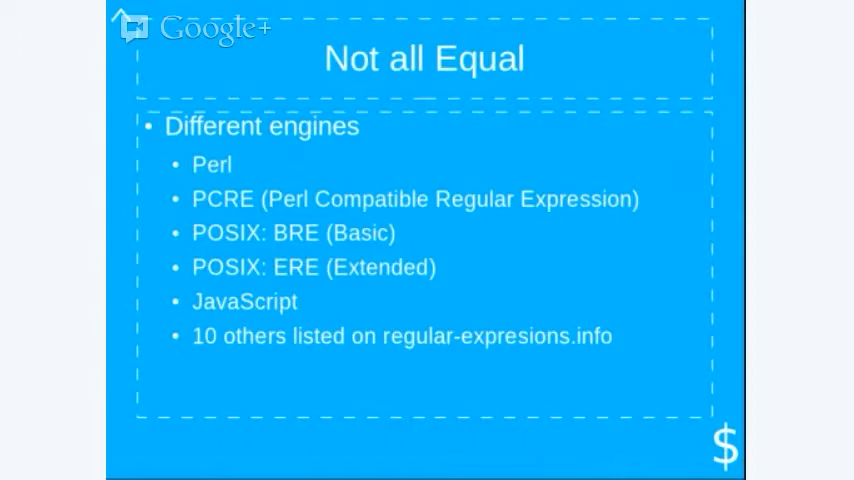 ^
Google+
Not all Equal
• Different engines
• Perl
• PCRE (Perl Compatible Regular Expression)
• POSIX: BRE (Basic)
• POSIX: ERE (Extended)
• JavaScript
• 10 others listed on regular-expresions.info
$